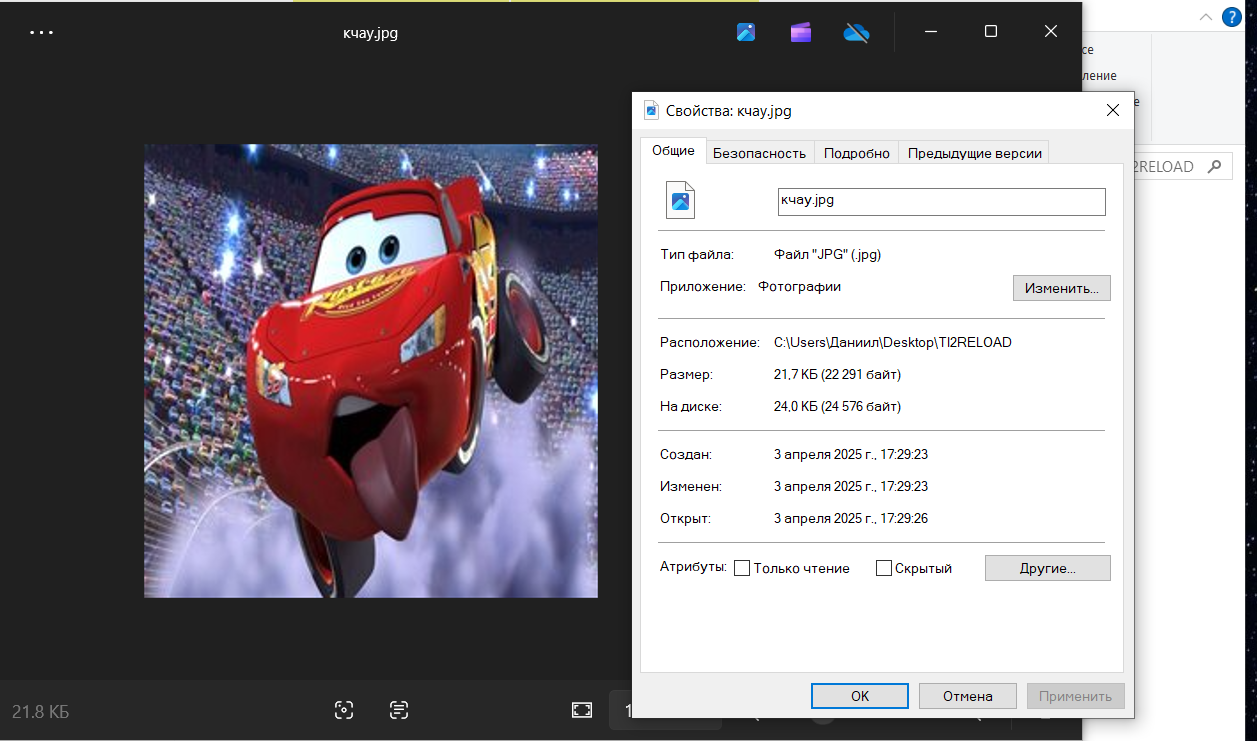 кчау.jpg
се
ление
е
2RELOAD
Свойства: кчау.jpg
Общие
Безопасность
Подробно
Предыдущие версии
кчау.jpg
Тип файла: Файл "JPG" (.jpg)
Приложение: Фотографии
Изменить...
Расположение: C:\Users\Даниил\Desktop\TI2RELOAD
Размер: 21,7 КБ (22 291 байт)
На диске: 24,0 КБ (24 576 байт)
Создан: 3 апреля 2025 г., 17:29:23
Изменен: 3 апреля 2025 г., 17:29:23
Открыт: 3 апреля 2025 г., 17:29:26
Атрибуты: Только чтение Скрытый Другие...
OK Отмена Применить
21.8 КБ
1